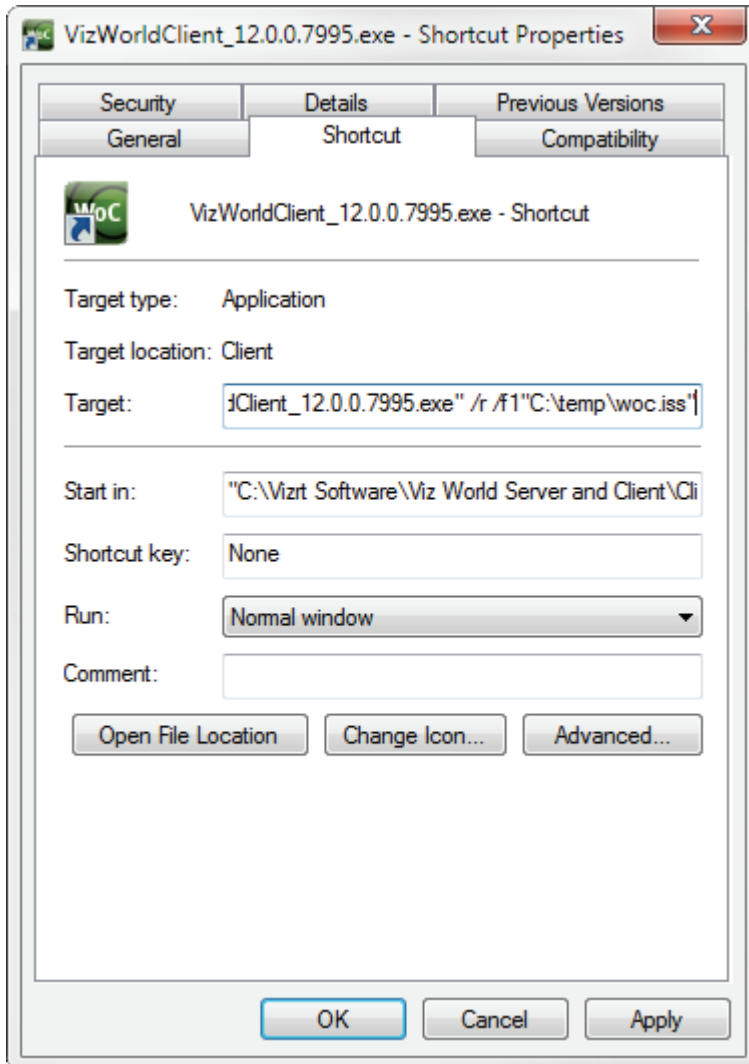 VizWorldClient_12.0.0.7995.exe - Shortcut Properties
Security Details Previous Versions
General Shortcut Compatibility
WoC VizWorldClient_12.0.0.7995.exe - Shortcut
Target type: Application
Target location: Client
Target: dClient_12.0.0.7995.exe" /r /f1"C:\temp\woc.iss"
Start in: "C:\Vizrt Software\Viz World Server and Client\Cli
Shortcut key: None
Run: Normal window
Comment:
Open File Location Change Icon... Advanced...
OK Cancel Apply